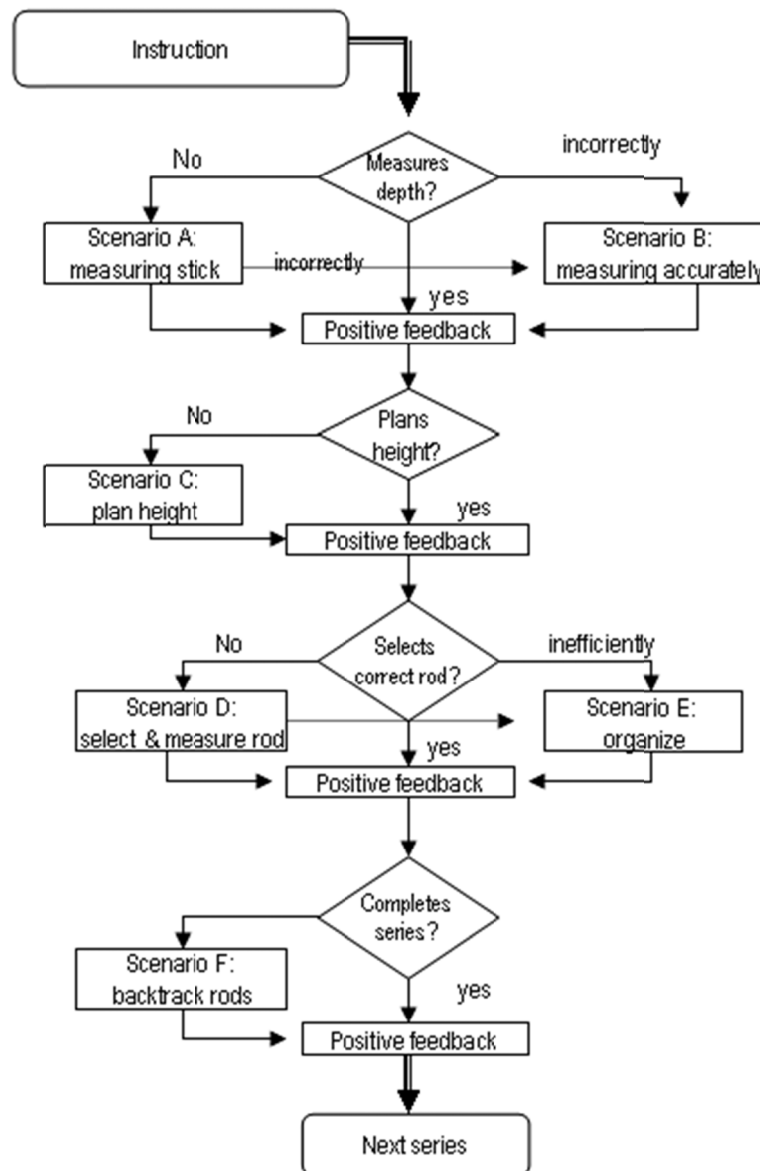 Instruction
Measures
depth?
No
incorrectly
Scenario A:
measuring stick
incorrectly
Scenario B:
measuring accurately
yes
Positive feedback
Plans
height?
No
Scenario C:
plan height
yes
Positive feedback
Selects
correct rod?
No
inefficiently
Scenario D:
select & measure rod
Scenario E:
organize
yes
Positive feedback
Completes
series?
Scenario F:
backtrack rods
yes
Positive feedback
Next series